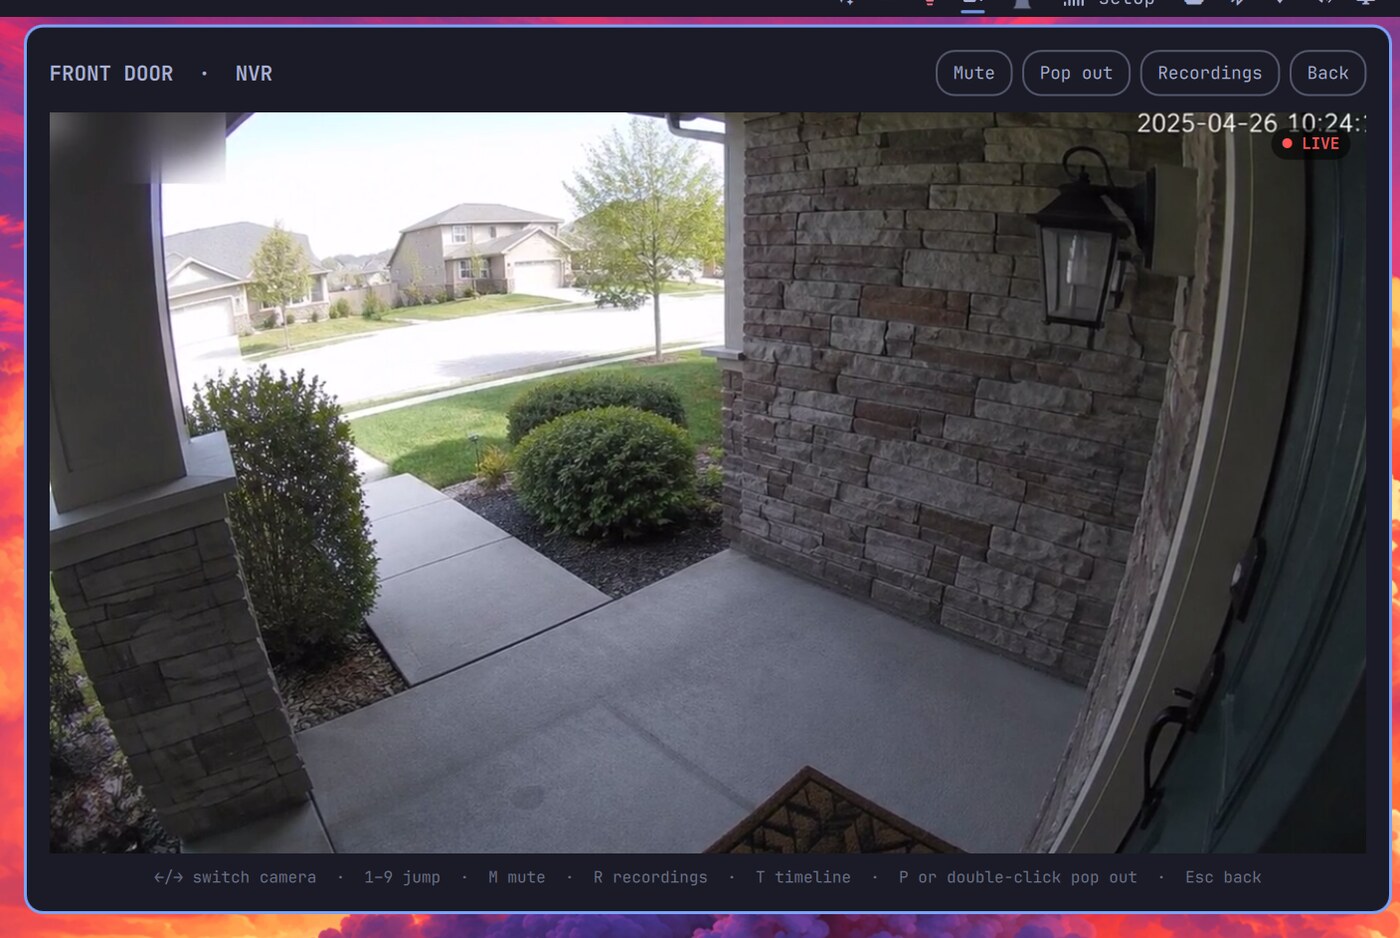 Setup
FRONT DOOR · NVR
Mute
Pop out
Recordings
Back
2025-04-26 10:24:
● LIVE
←/→ switch camera · 1–9 jump · M mute · R recordings · T timeline · P or double-click pop out · Esc back